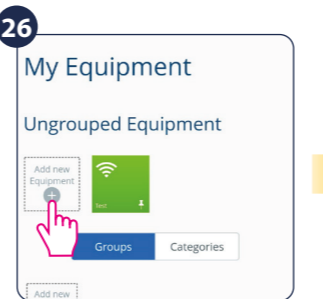 26
My Equipment
Ungrouped Equipment
Add new
Equipment
test
Groups Categories
Add new